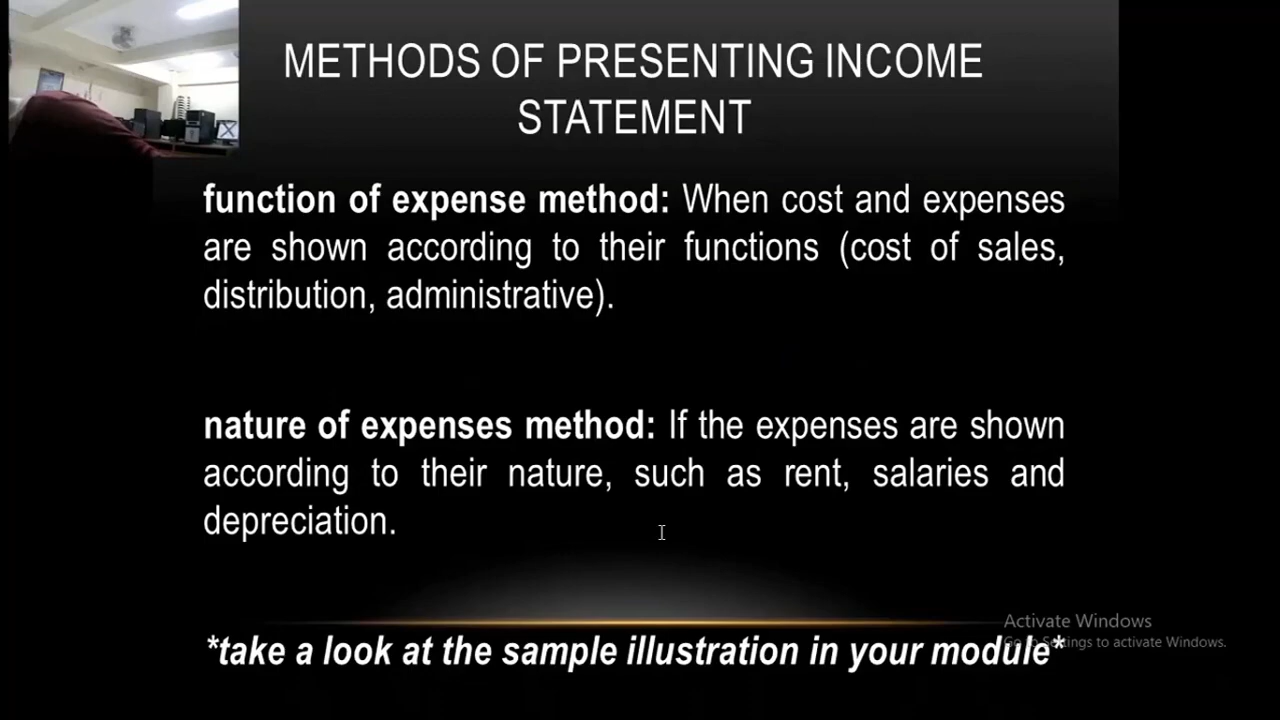 METHODS OF PRESENTING INCOME
STATEMENT
function of expense method: When cost and expenses
are shown according to their functions (cost of sales,
distribution, administrative).
nature of expenses method: If the expenses are shown
according to their nature, such as rent, salaries and
depreciation.
Activate Windows
Go to Settings to activate Windows.
*take a look at the sample illustration in your module*